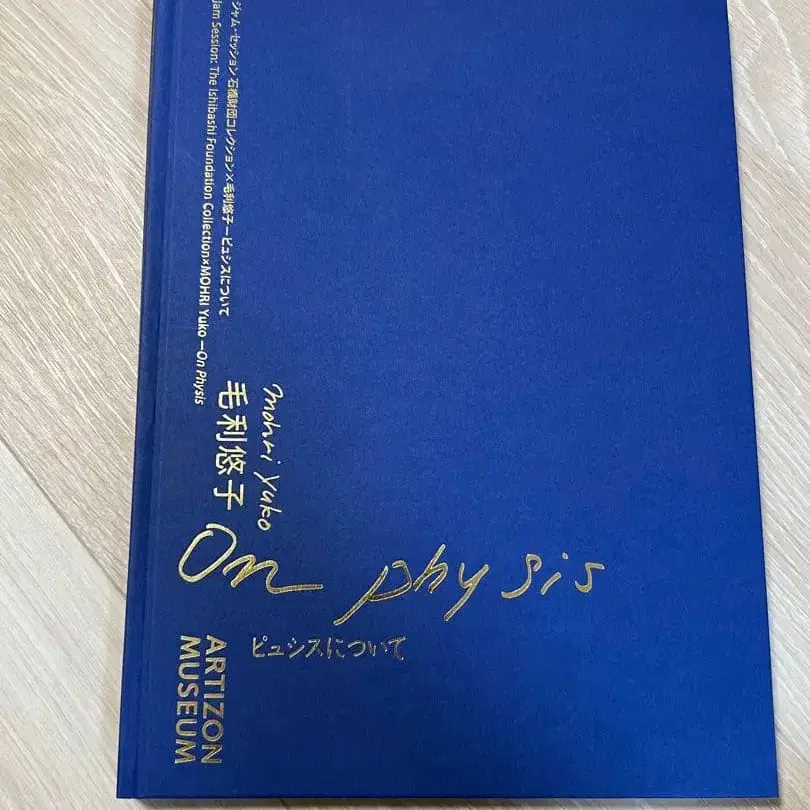 ジャム・セッション 石橋財団コレクション×毛利悠子―ピュシスについて
Jam Session: The Ishibashi Foundation Collection×MOHRI Yuko —On Physis
mohri yuko
毛利悠子
On physis
ピュシスについて
ARTIZON
MUSEUM